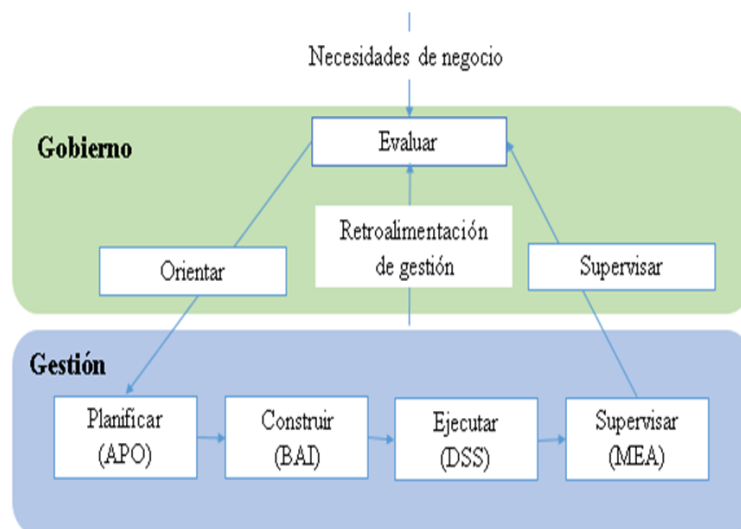 Necesidades de negocio
Gobierno
Evaluar
Retroalimentación
de gestión
Orientar
Supervisar
Gestión
Planificar
(APO)
Construir
(BAI)
Ejecutar
(DSS)
Supervisar
(MEA)